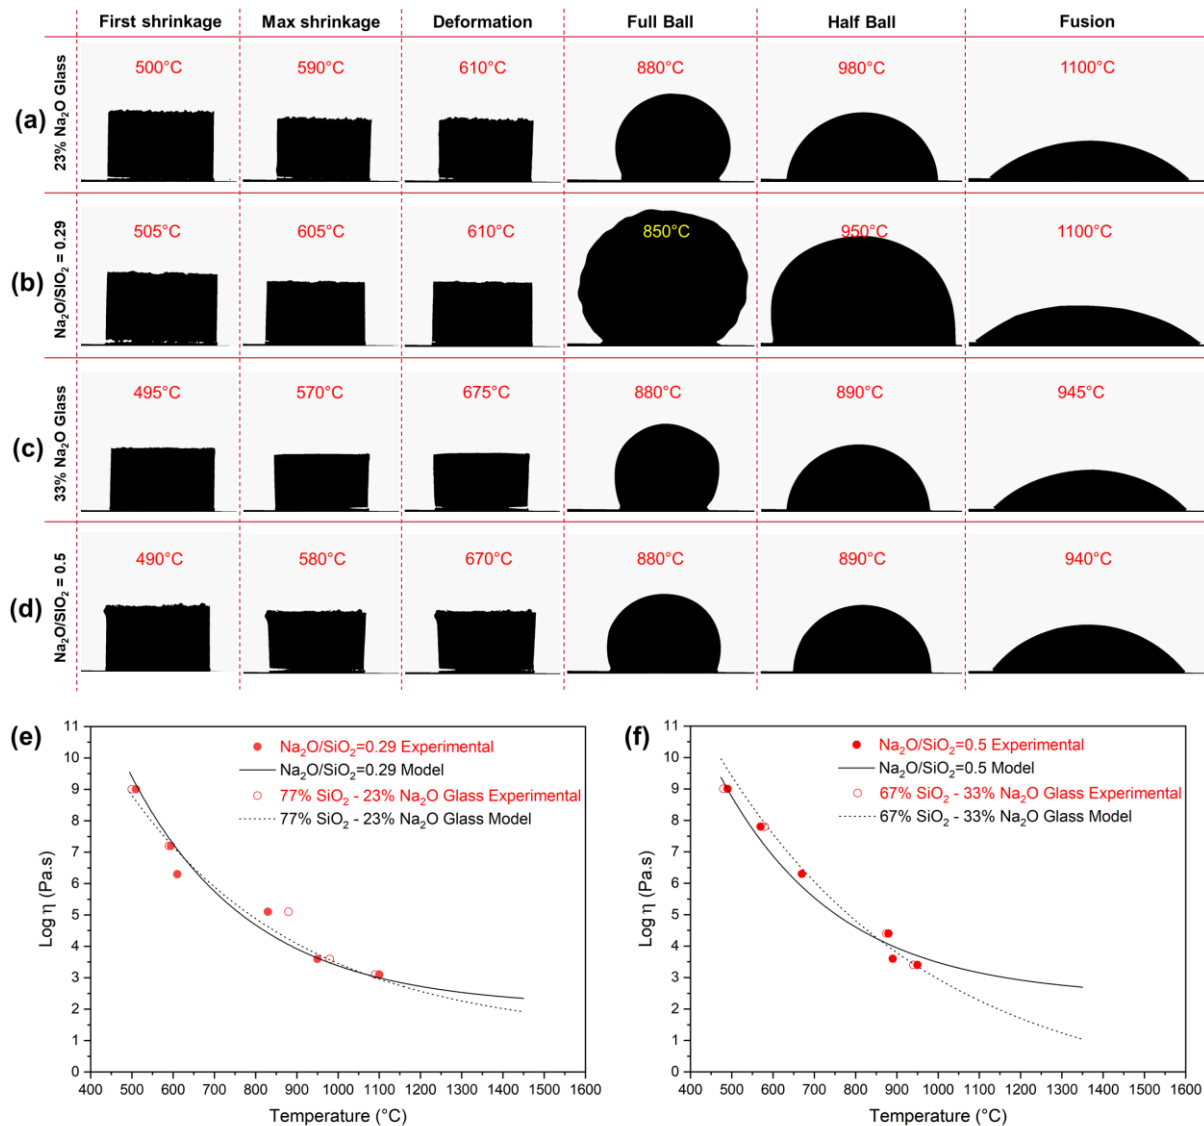 First shrinkage Max shrinkage Deformation Full Ball Half Ball Fusion
(a) 23% Na₂O Glass 500°C 590°C 610°C 880°C 980°C 1100°C
(b) Na₂O/SIO₂ = 0.29 505°C 605°C 610°C 850°C 950°C 1100°C
(c) 33% Na₂O Glass 495°C 570°C 675°C 880°C 890°C 945°C
(d) Na₂O/SIO₂ = 0.5 490°C 580°C 670°C 880°C 890°C 940°C
(e)
Na₂O/SiO₂=0.29 Experimental
Na₂O/SiO₂=0.29 Model
77% SiO₂ - 23% Na₂O Glass Experimental
77% SiO₂ - 23% Na₂O Glass Model
Log η (Pa.s)
11
10
9
8
7
6
5
4
3
2
1
0
400 500 600 700 800 900 1000 1100 1200 1300 1400 1500 1600
Temperature (°C)
(f)
Na₂O/SiO₂=0.5 Experimental
Na₂O/SiO₂=0.5 Model
67% SiO₂ - 33% Na₂O Glass Experimental
67% SiO₂ - 33% Na₂O Glass Model
Log η (Pa.s)
11
10
9
8
7
6
5
4
3
2
1
0
400 500 600 700 800 900 1000 1100 1200 1300 1400 1500 1600
Temperature (°C)